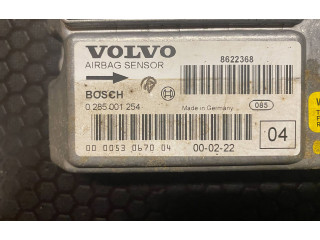 VOLVO
AIRBAG SENSOR
8622368
BOSCH
0 285 001 254
Made in Germany
085
04
00 0053 0670 04
00-02-22